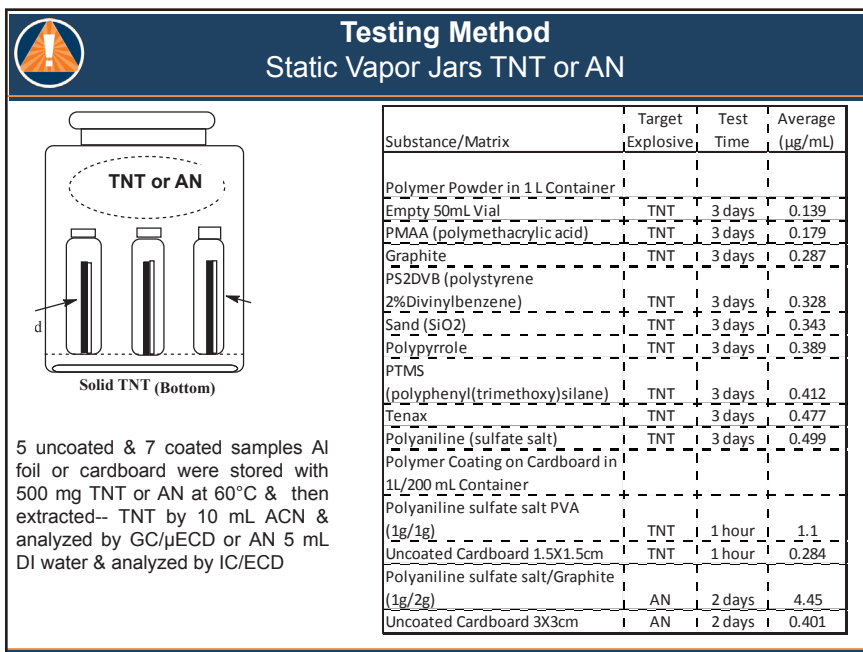 Testing Method
Static Vapor Jars TNT or AN
TNT or AN
d
Solid TNT (Bottom)
5 uncoated & 7 coated samples Al
foil or cardboard were stored with
500 mg TNT or AN at 60°C & then
extracted-- TNT by 10 mL ACN &
analyzed by GC/µECD or AN 5 mL
DI water & analyzed by IC/ECD
Target Test Average
Substance/Matrix Explosive Time (µg/mL)
Polymer Powder in 1 L Container
Empty 50mL Vial TNT 3 days 0.139
PMAA (polymethacrylic acid) TNT 3 days 0.179
Graphite TNT 3 days 0.287
PS2DVB (polystyrene
2%Divinylbenzene) TNT 3 days 0.328
Sand (SiO2) TNT 3 days 0.343
Polypyrrole TNT 3 days 0.389
PTMS
(polyphenyl(trimethoxy)silane) TNT 3 days 0.412
Tenax TNT 3 days 0.477
Polyaniline (sulfate salt) TNT 3 days 0.499
Polymer Coating on Cardboard in
1L/200 mL Container
Polyaniline sulfate salt PVA
(1g/1g) TNT 1 hour 1.1
Uncoated Cardboard 1.5X1.5cm TNT 1 hour 0.284
Polyaniline sulfate salt/Graphite
(1g/2g) AN 2 days 4.45
Uncoated Cardboard 3X3cm AN 2 days 0.401